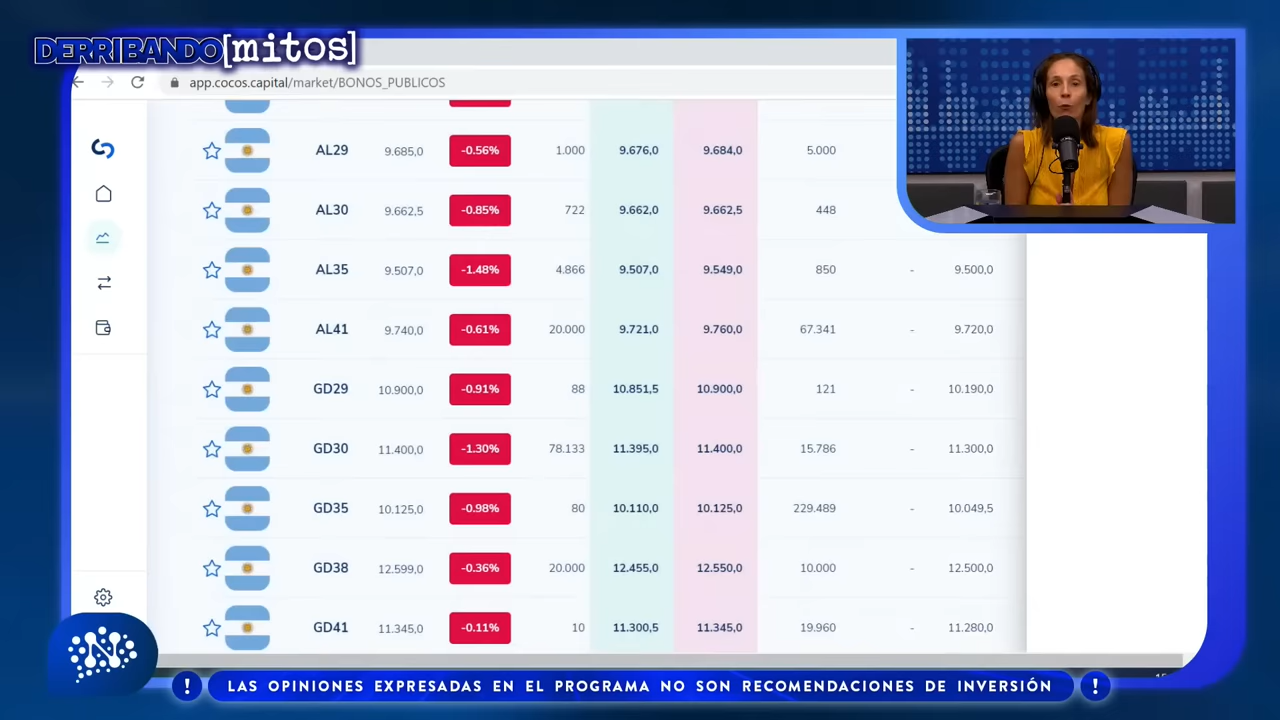 DERRIBANDO[mitos]
app.cocos.capital/market/BONOS_PUBLICOS
AL29 9.685,0 -0.56% 1.000 9.676,0 9.684,0 5.000
AL30 9.662,5 -0.85% 722 9.662,0 9.662,5 448
AL35 9.507,0 -1.48% 4.866 9.507,0 9.549,0 850 - 9.500,0
AL41 9.740,0 -0.61% 20.000 9.721,0 9.760,0 67.341 - 9.720,0
GD29 10.900,0 -0.91% 88 10.851,5 10.900,0 121 - 10.190,0
GD30 11.400,0 -1.30% 78.133 11.395,0 11.400,0 15.786 - 11.300,0
GD35 10.125,0 -0.98% 80 10.110,0 10.125,0 229.489 - 10.049,5
GD38 12.599,0 -0.36% 20.000 12.455,0 12.550,0 10.000 - 12.500,0
GD41 11.345,0 -0.11% 10 11.300,5 11.345,0 19.960 - 11.280,0
N
! LAS OPINIONES EXPRESADAS EN EL PROGRAMA NO SON RECOMENDACIONES DE INVERSIÓN !